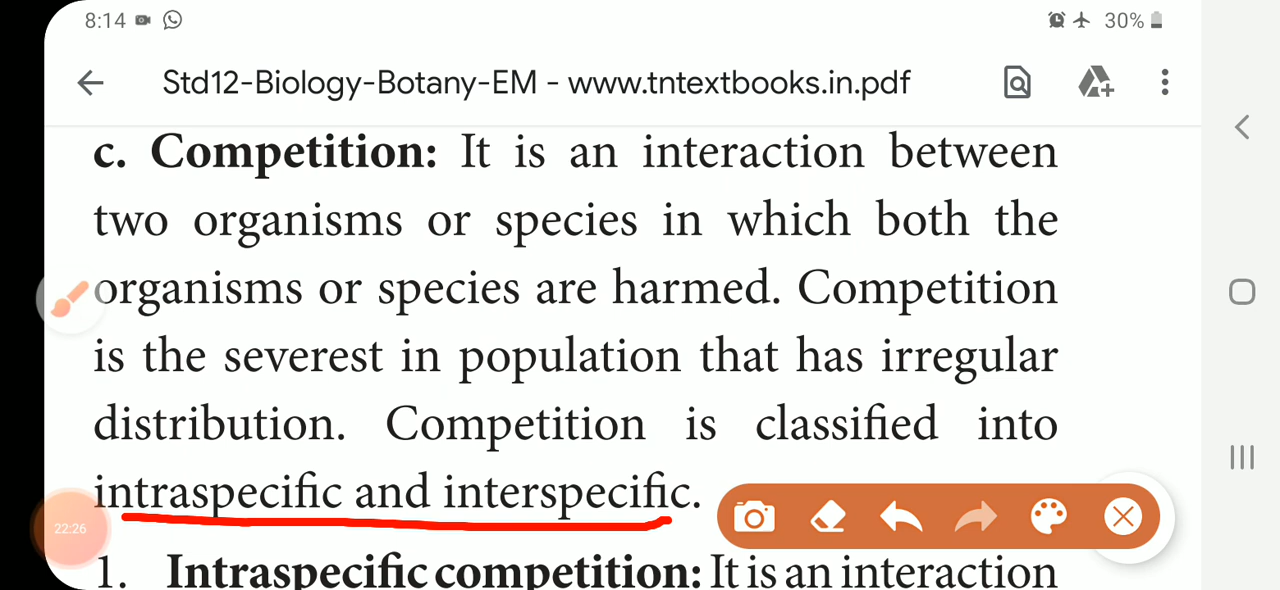 8:14
30%
Std12-Biology-Botany-EM - www.tntextbooks.in.pdf
c. Competition: It is an interaction between
two organisms or species in which both the
organisms or species are harmed. Competition
is the severest in population that has irregular
distribution. Competition is classified into
intraspecific and interspecific.
22:26
1. Intraspecific competition: It is an interaction